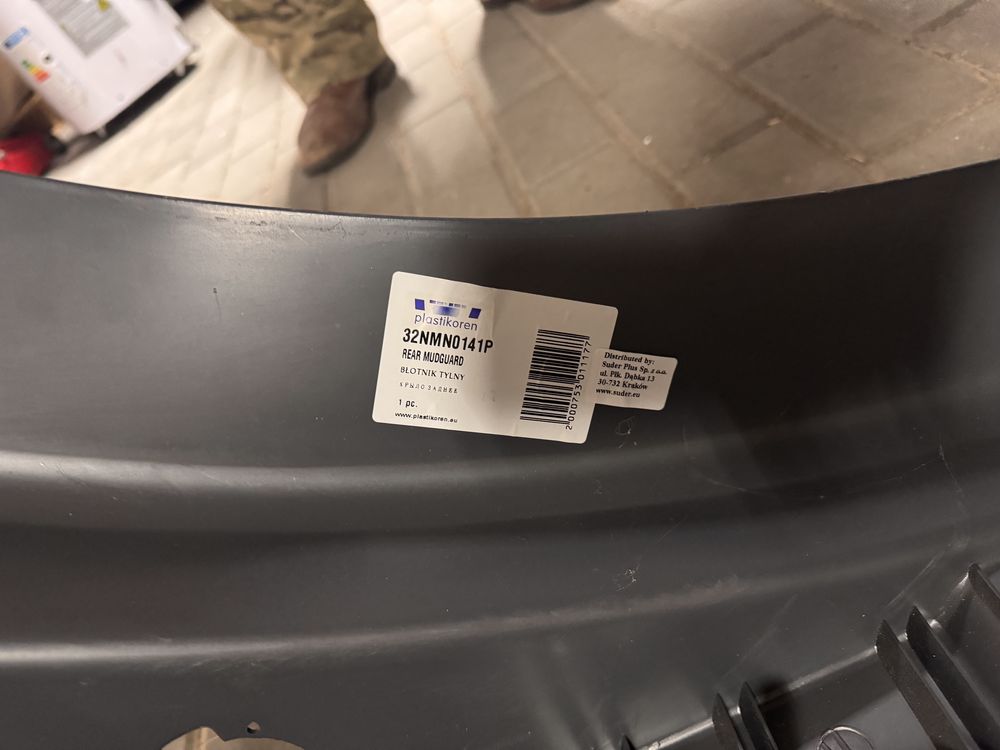 plastikoren
32NMN0141P
REAR MUDGUARD
BŁOTNIK TYLNY
КРЫЛО ЗАДНЕЕ
1 pc.
www.plastikoren.eu
2000753011177
Distributed by:
Suder Plus Sp. z o.o.
ul. Płk. Dąbka 13
30-732 Kraków
www.suder.eu